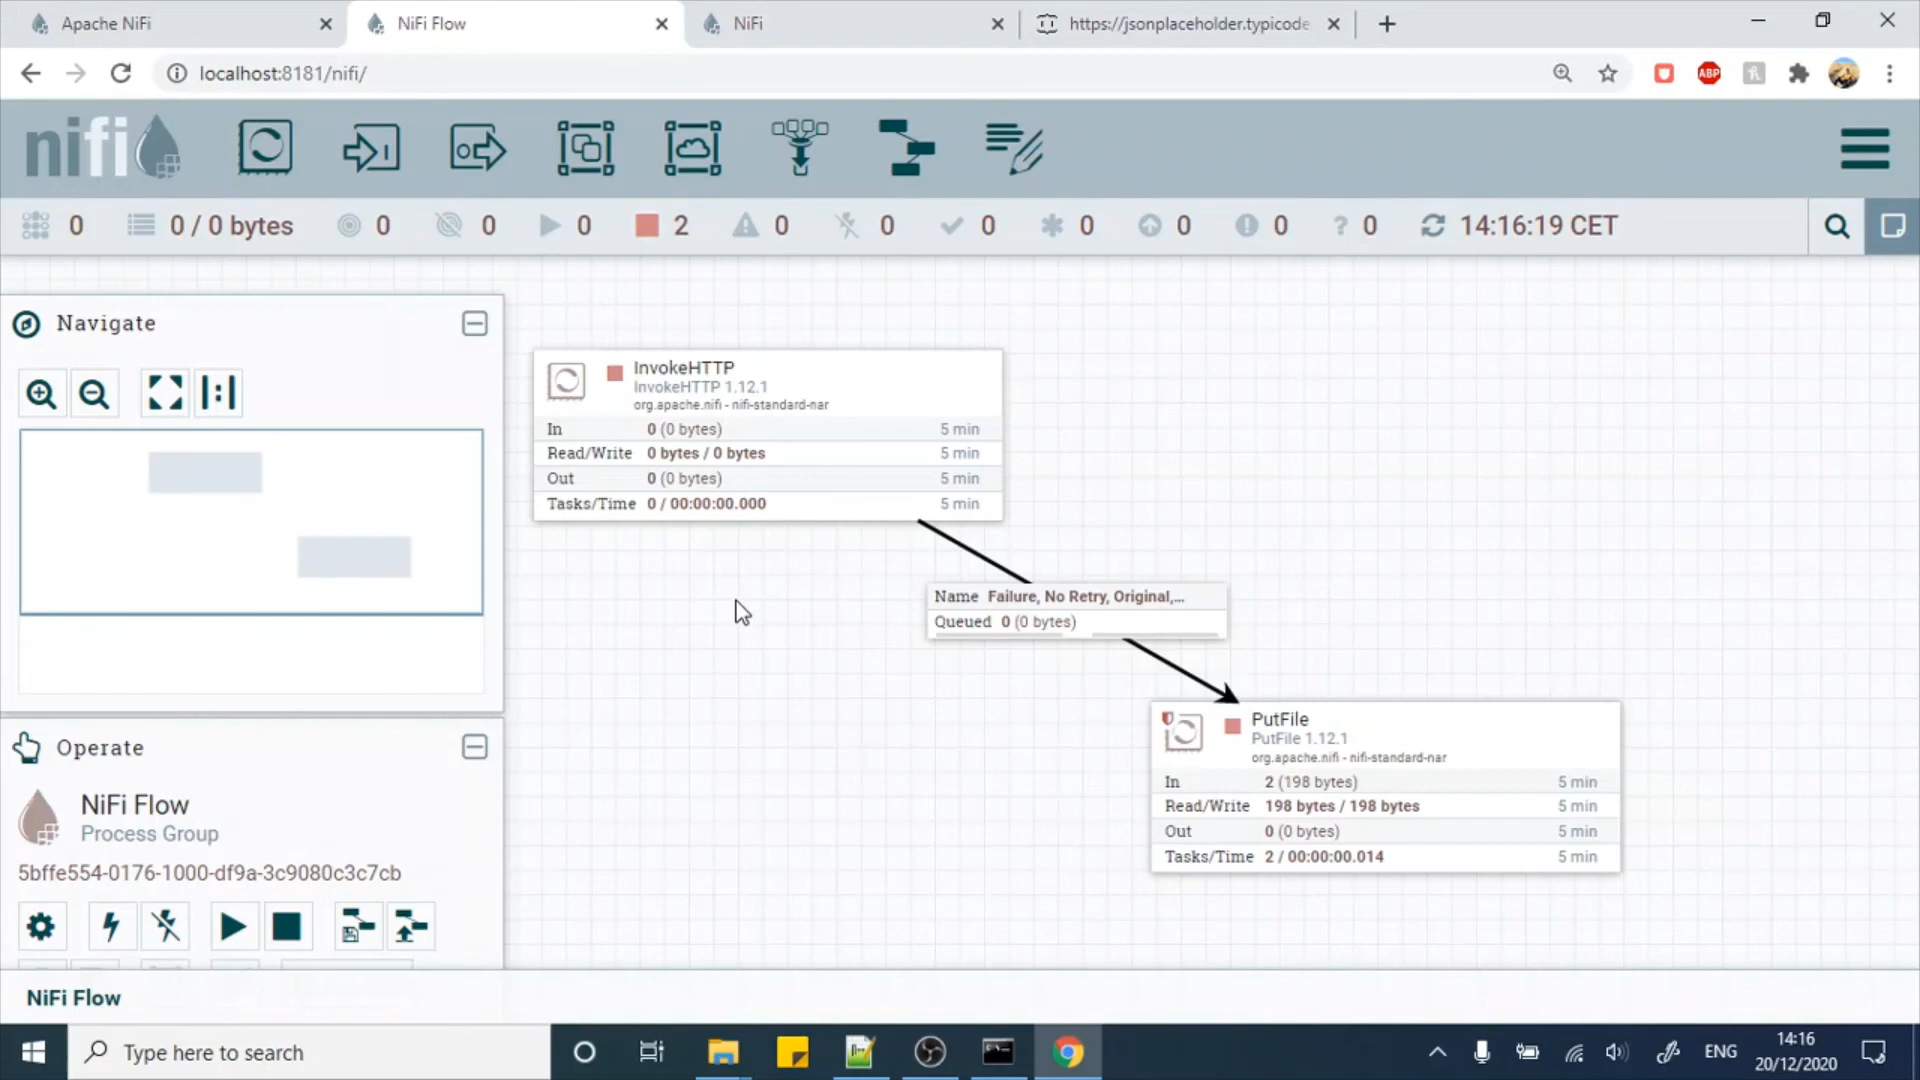 Apache NiFi
NiFi Flow
NiFi
https://jsonplaceholder.typicode
localhost:8181/nifi/
ABP
nifi
0
0 / 0 bytes
0
0
0
2
0
0
0
0
0
0
? 0
14:16:19 CET
Navigate
InvokeHTTP
InvokeHTTP 1.12.1
org.apache.nifi - nifi-standard-nar
In 0 (0 bytes) 5 min
Read/Write 0 bytes / 0 bytes 5 min
Out 0 (0 bytes) 5 min
Tasks/Time 0 / 00:00:00.000 5 min
Name Failure, No Retry, Original,...
Queued 0 (0 bytes)
PutFile
PutFile 1.12.1
org.apache.nifi - nifi-standard-nar
In 2 (198 bytes) 5 min
Read/Write 198 bytes / 198 bytes 5 min
Out 0 (0 bytes) 5 min
Tasks/Time 2 / 00:00:00.014 5 min
Operate
NiFi Flow
Process Group
5bffe554-0176-1000-df9a-3c9080c3c7cb
NiFi Flow
Type here to search
ENG
14:16
20/12/2020